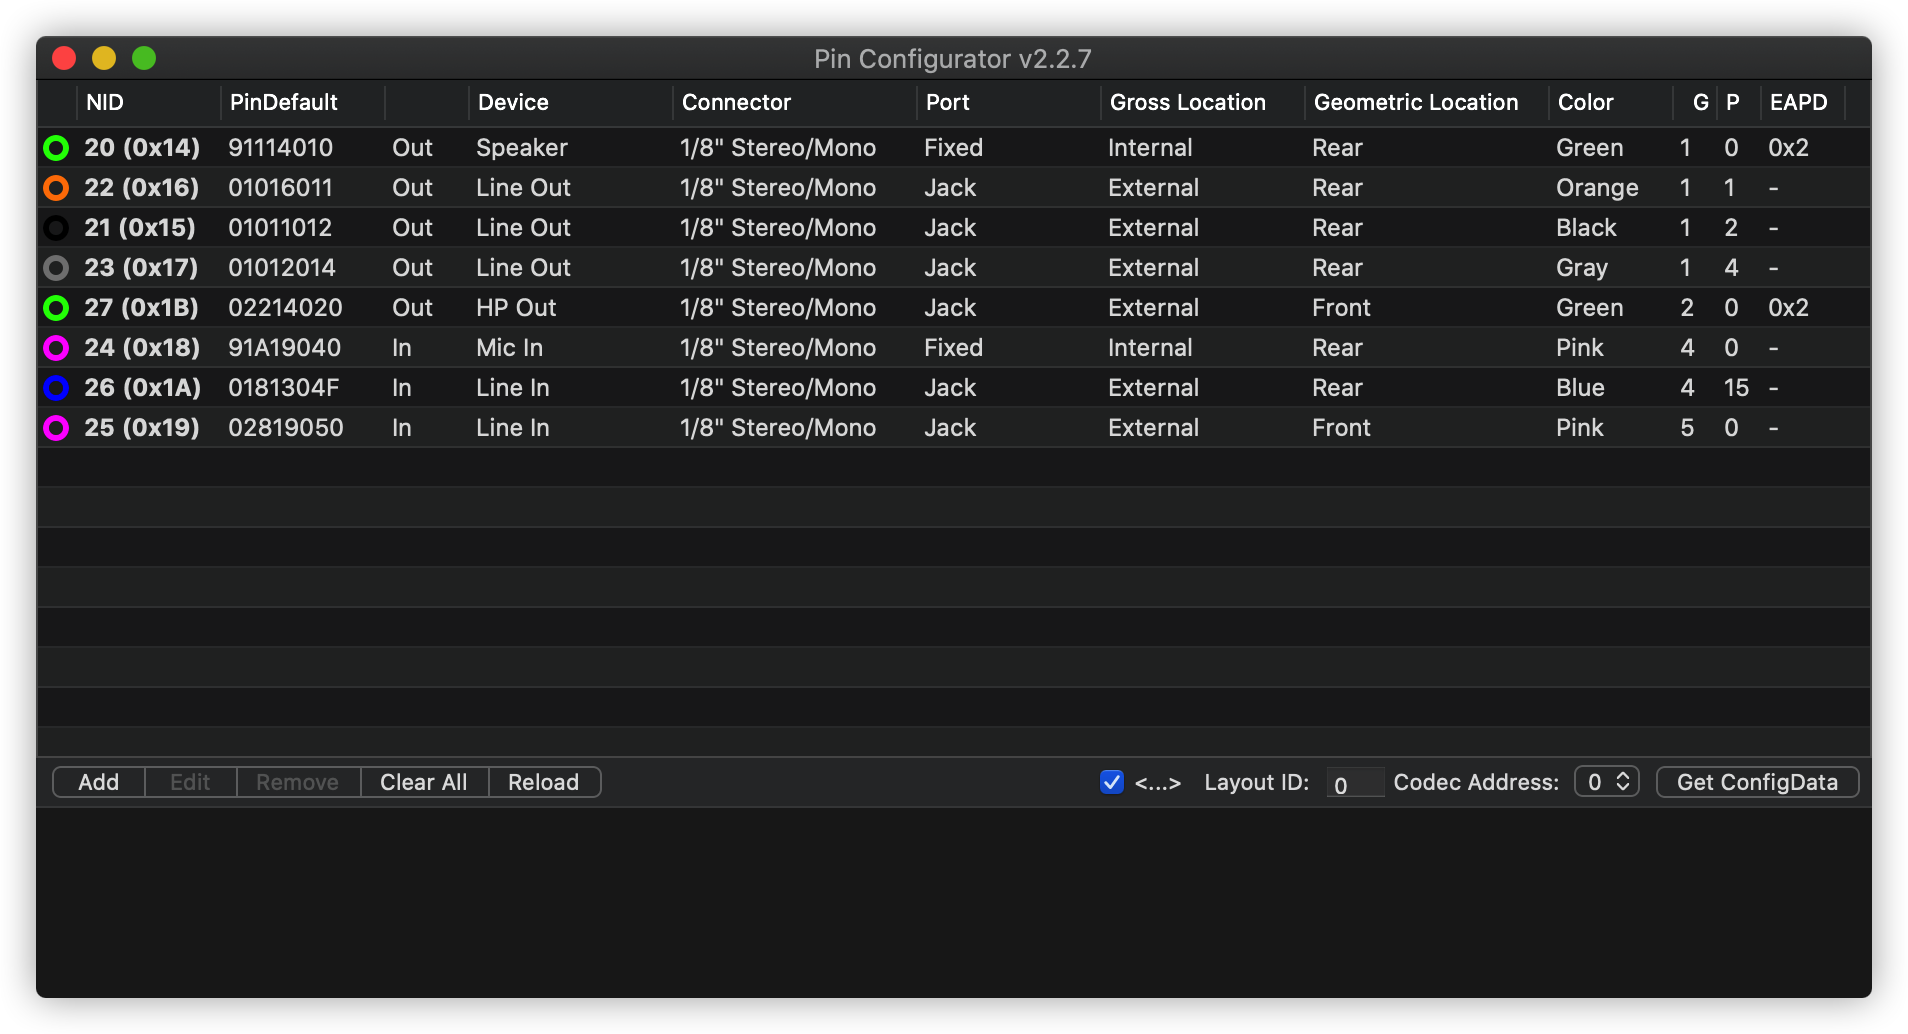 Pin Configurator v2.2.7
NID PinDefault Device Connector Port Gross Location Geometric Location Color G P EAPD
20 (0x14) 91114010 Out Speaker 1/8" Stereo/Mono Fixed Internal Rear Green 1 0 0x2
22 (0x16) 01016011 Out Line Out 1/8" Stereo/Mono Jack External Rear Orange 1 1 -
21 (0x15) 01011012 Out Line Out 1/8" Stereo/Mono Jack External Rear Black 1 2 -
23 (0x17) 01012014 Out Line Out 1/8" Stereo/Mono Jack External Rear Gray 1 4 -
27 (0x1B) 02214020 Out HP Out 1/8" Stereo/Mono Jack External Front Green 2 0 0x2
24 (0x18) 91A19040 In Mic In 1/8" Stereo/Mono Fixed Internal Rear Pink 4 0 -
26 (0x1A) 0181304F In Line In 1/8" Stereo/Mono Jack External Rear Blue 4 15 -
25 (0x19) 02819050 In Line In 1/8" Stereo/Mono Jack External Front Pink 5 0 -
Add Edit Remove Clear All Reload <...> Layout ID: 0 Codec Address: 0 Get ConfigData